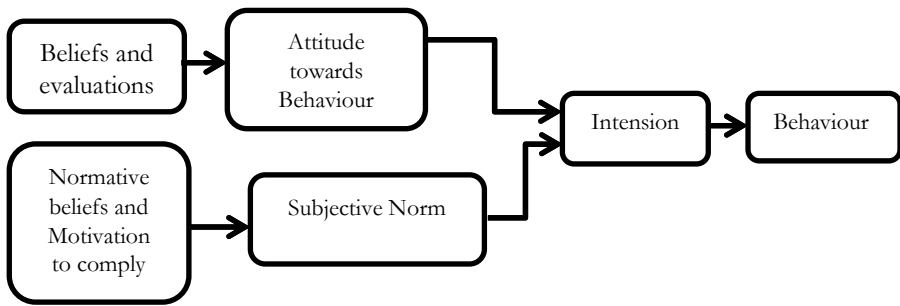 Beliefs and
evaluations
Attitude
towards
Behaviour
Normative
beliefs and
Motivation
to comply
Subjective Norm
Intension
Behaviour